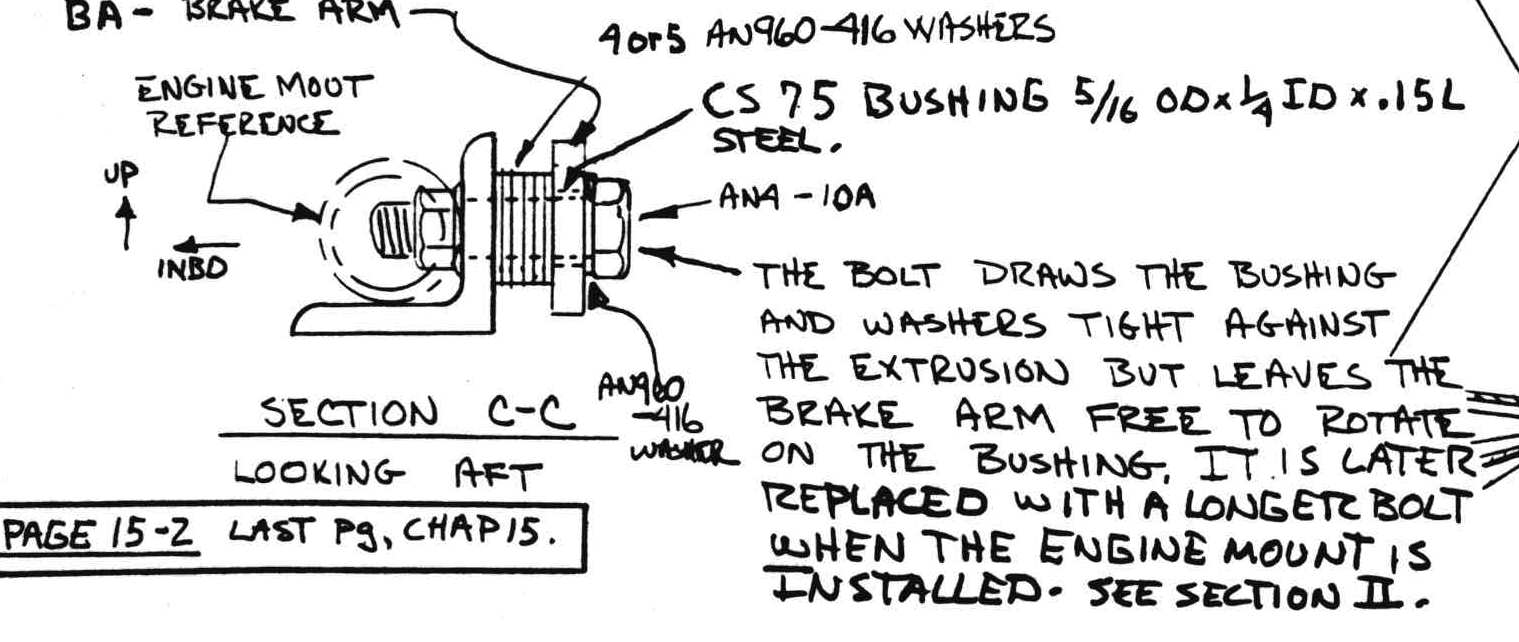 BA - BRAKE ARM
4 or 5 AN960-416 WASHERS
ENGINE MOUT
REFERENCE
CS 75 BUSHING 5/16 OD x 1/4 ID x .15L
STEEL.
UP
INBD
AN4 - 10A
THE BOLT DRAWS THE BUSHING
AND WASHERS TIGHT AGAINST
THE EXTRUSION BUT LEAVES THE
BRAKE ARM FREE TO ROTATE
ON THE BUSHING. IT IS LATER
REPLACED WITH A LONGER BOLT
WHEN THE ENGINE MOUNT IS
INSTALLED. SEE SECTION II.
AN960
-416
WASHER
SECTION C-C
LOOKING AFT
PAGE 15-2 LAST Pg, CHAP 15.